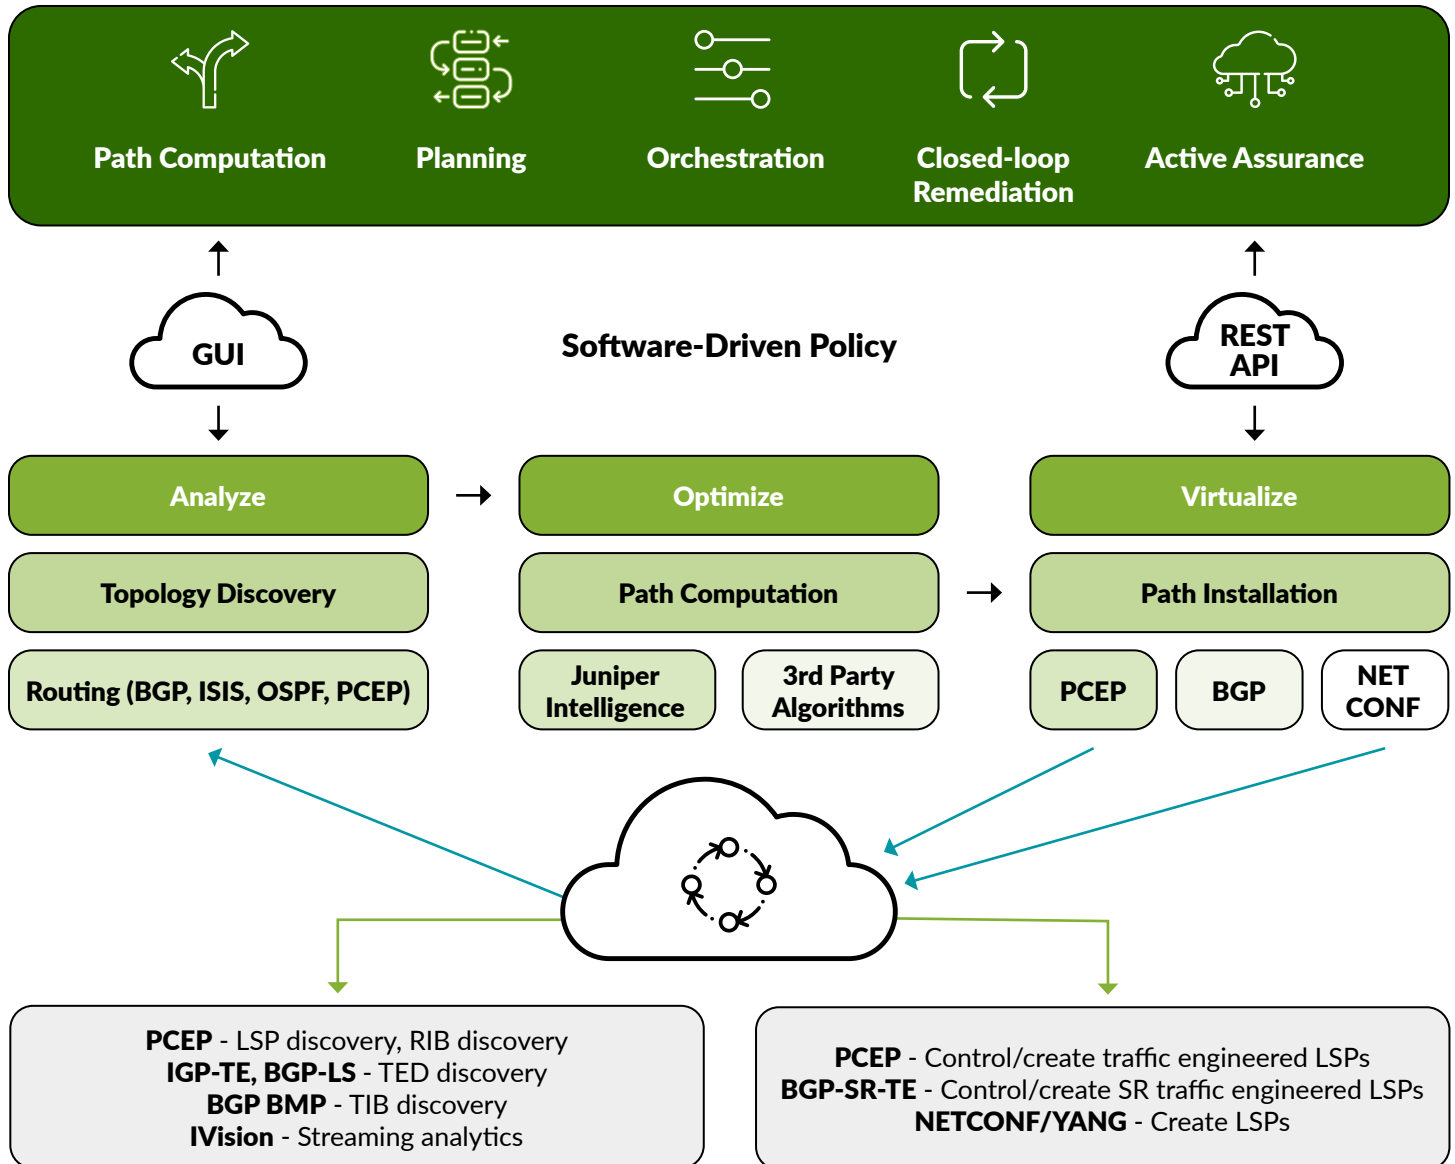 Path Computation
Planning
Orchestration
Closed-loop
Remediation
Active Assurance
GUI
Software-Driven Policy
REST
API
Analyze
Optimize
Virtualize
Topology Discovery
Path Computation
Path Installation
Routing (BGP, ISIS, OSPF, PCEP)
Juniper
Intelligence
3rd Party
Algorithms
PCEP
BGP
NET
CONF
PCEP - LSP discovery, RIB discovery
IGP-TE, BGP-LS - TED discovery
BGP BMP - TIB discovery
IVision - Streaming analytics
PCEP - Control/create traffic engineered LSPs
BGP-SR-TE - Control/create SR traffic engineered LSPs
NETCONF/YANG - Create LSPs